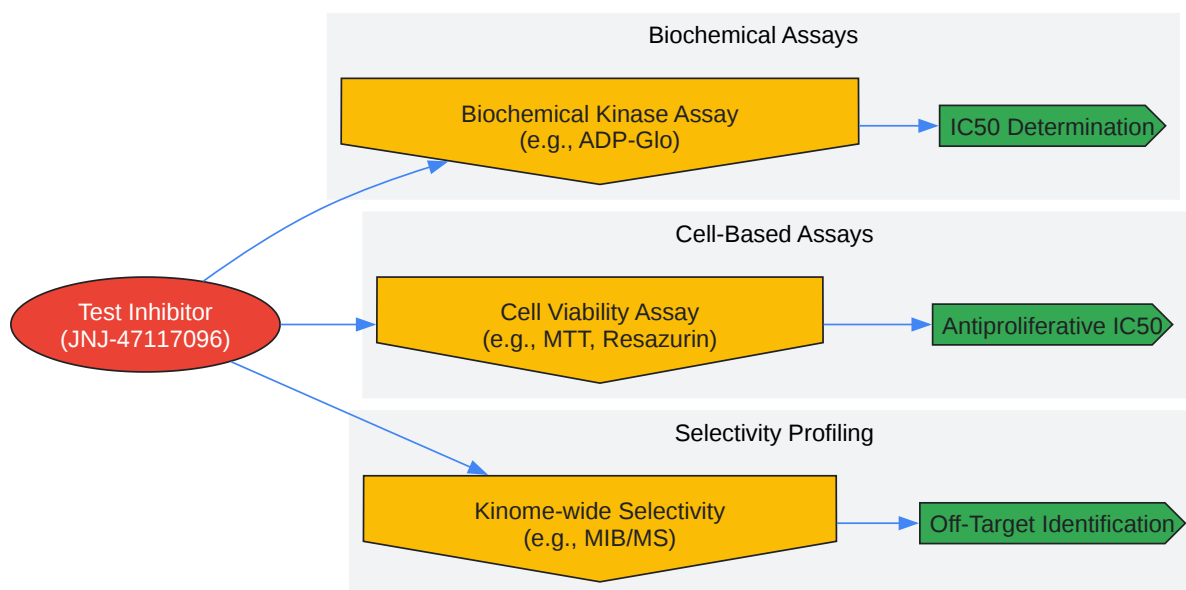 Biochemical Assays
Biochemical Kinase Assay
(e.g., ADP-Glo)
IC50 Determination
Cell-Based Assays
Test Inhibitor
(JNJ-47117096)
Cell Viability Assay
(e.g., MTT, Resazurin)
Antiproliferative IC50
Selectivity Profiling
Kinome-wide Selectivity
(e.g., MIB/MS)
Off-Target Identification